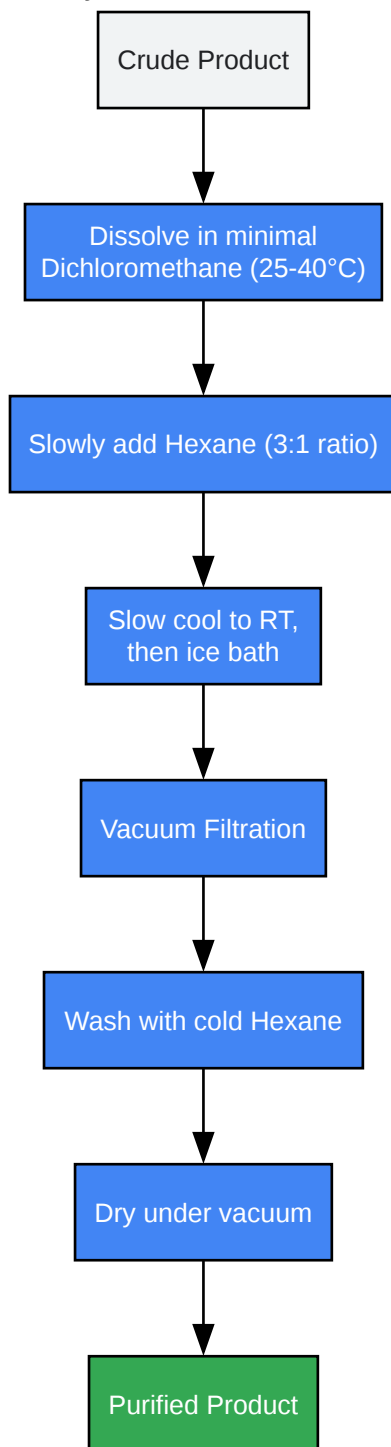 Crude Product
Dissolve in minimal
Dichloromethane (25-40°C)
Slowly add Hexane (3:1 ratio)
Slow cool to RT,
then ice bath
Vacuum Filtration
Wash with cold Hexane
Dry under vacuum
Purified Product